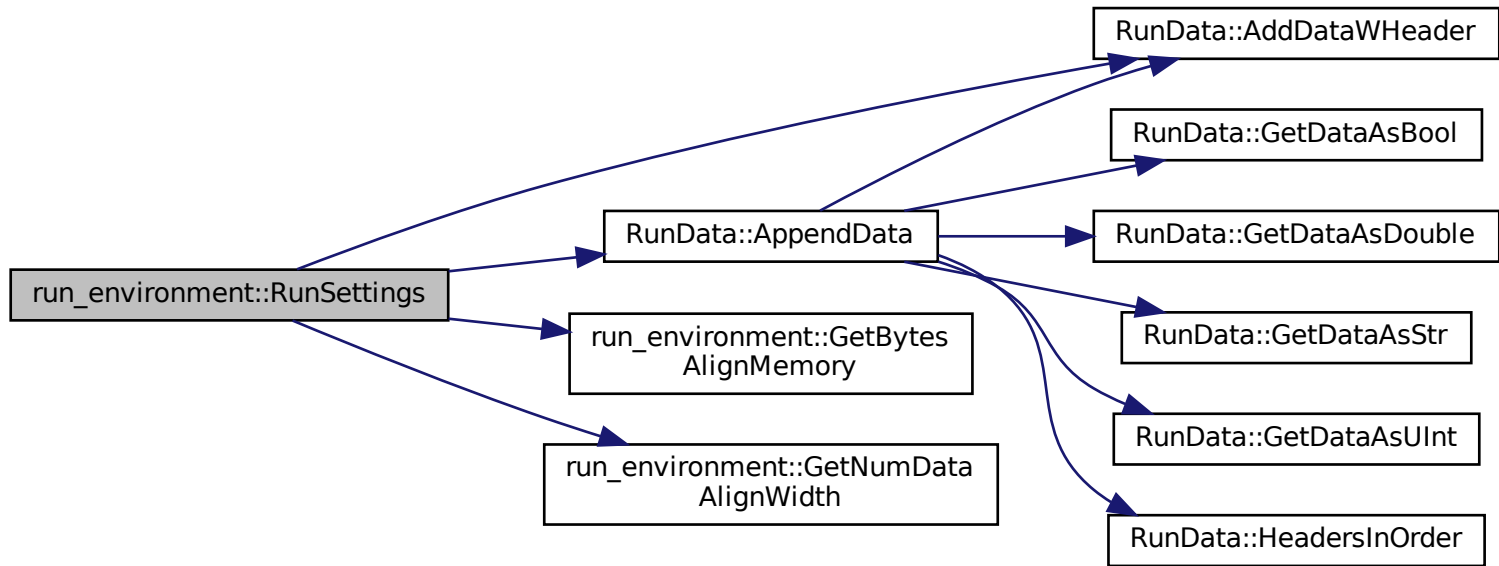 RunData::AddDataWHeader
RunData::GetDataAsBool
RunData::AppendData
RunData::GetDataAsDouble
run_environment::RunSettings
RunData::GetDataAsStr
run_environment::GetBytes
AlignMemory
RunData::GetDataAsUInt
run_environment::GetNumData
AlignWidth
RunData::HeadersInOrder